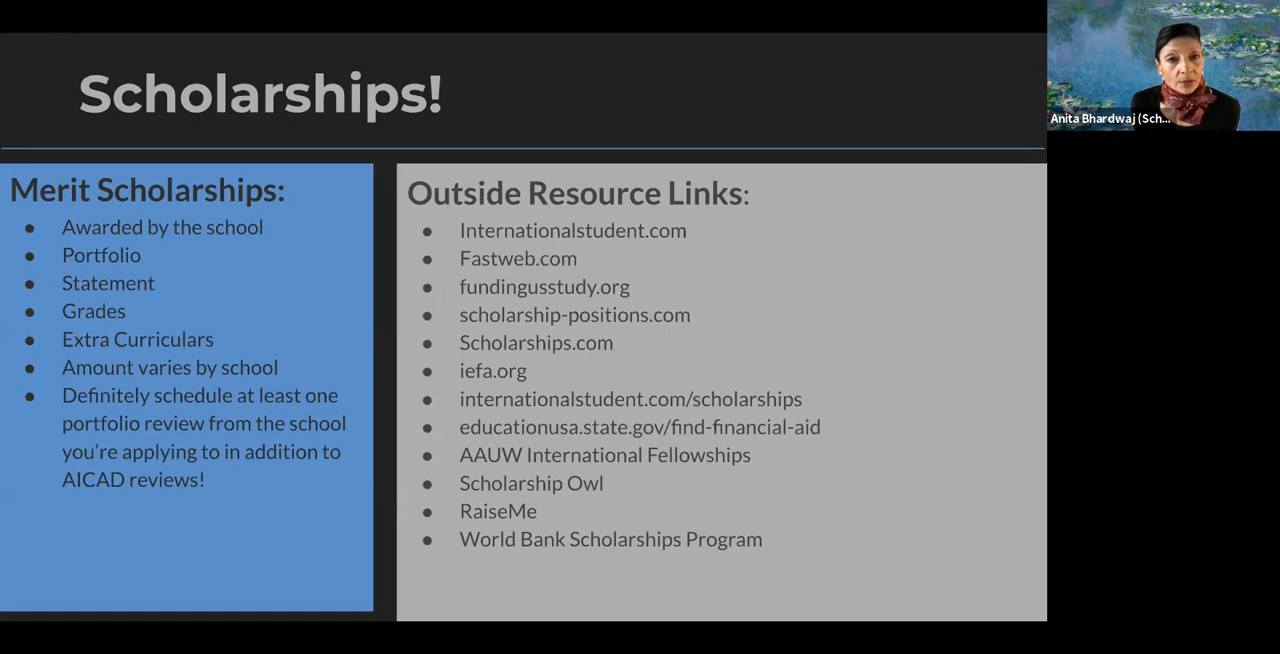 Scholarships!
Merit Scholarships:
● Awarded by the school
● Portfolio
● Statement
● Grades
● Extra Curriculars
● Amount varies by school
● Definitely schedule at least one
portfolio review from the school
you're applying to in addition to
AICAD reviews!
Outside Resource Links:
● Internationalstudent.com
● Fastweb.com
● fundingusstudy.org
● scholarship-positions.com
● Scholarships.com
● iefa.org
● internationalstudent.com/scholarships
● educationusa.state.gov/find-financial-aid
● AAUW International Fellowships
● Scholarship Owl
● RaiseMe
● World Bank Scholarships Program
Anita Bhardwaj (Sch...